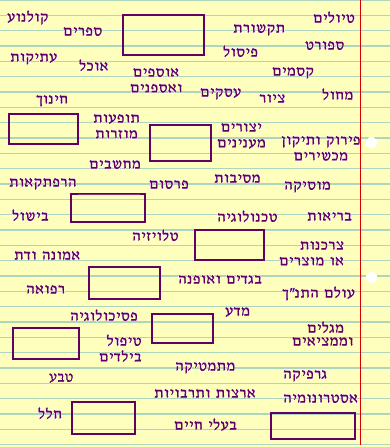 טיולים
קולנוע
תקשורת
ספרים
ספורט
פיסול
עתיקות
אוכל
קסמים
אוספים
ואספנים
עסקים
ציור
מחול
חינוך
תופעות
מוזרות
יצורים
מענינים
פירוק ותיקון
מכשירים
מחשבים
הרפתקאות
פרסום
מסיבות
מוסיקה
בישול
טכנולוגיה
בריאות
טלויזיה
צרכנות
או מוצרים
אמונה ודת
בגדים ואופנה
רפואה
עולם התנ"ך
מדע
פסיכולוגיה
מגלים
וממציאים
טיפול
בילדים
מתמטיקה
גרפיקה
טבע
ארצות ותרבויות
אסטרונומיה
חלל
בעלי חיים